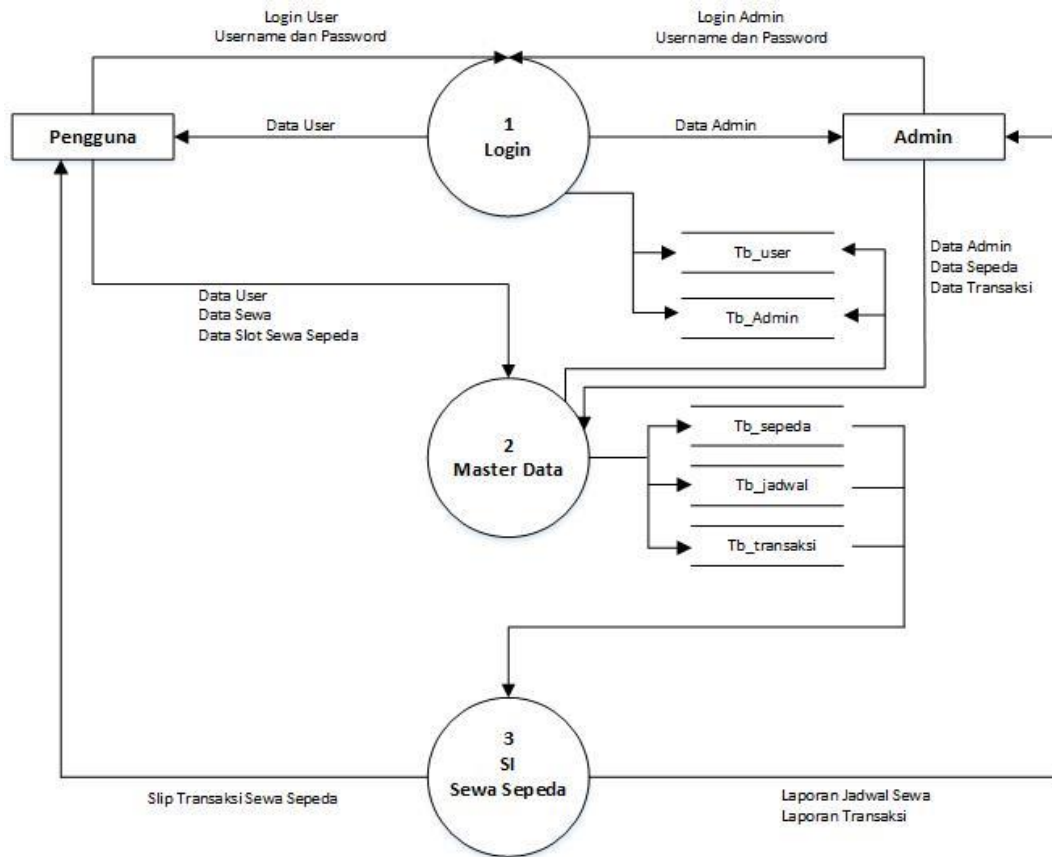 Login User
Username dan Password
Login Admin
Username dan Password
Pengguna
Data User
1
Login
Data Admin
Admin
Tb_user
Tb_Admin
Data Admin
Data Sepeda
Data Transaksi
Data User
Data Sewa
Data Slot Sewa Sepeda
2
Master Data
Tb_sepeda
Tb_jadwal
Tb_transaksi
3
SI
Sewa Sepeda
Slip Transaksi Sewa Sepeda
Laporan Jadwal Sewa
Laporan Transaksi